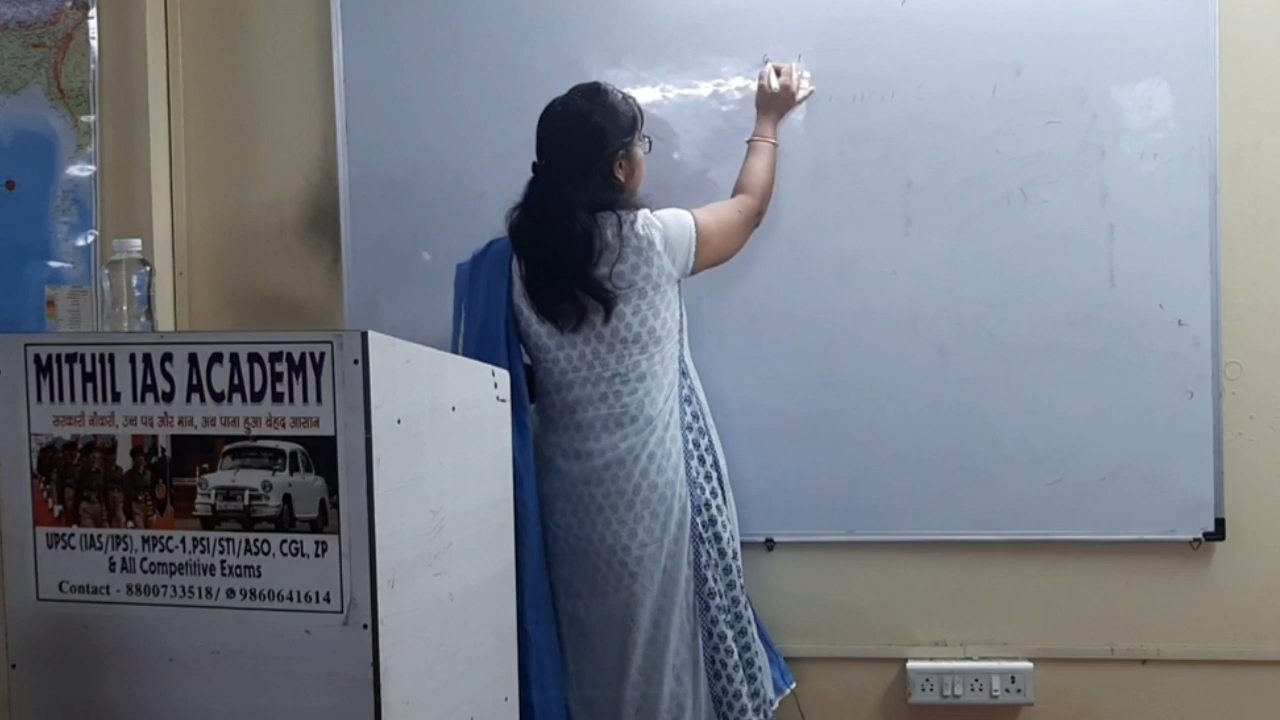 MITHIL IAS ACADEMY
सरकारी नौकरी, उच्च पद और मान, अब पाना हुआ बेहद आसान
UPSC (IAS/IPS), MPSC-1,PSI/STI/ASO, CGL, ZP
& All Competitive Exams
Contact - 8800733518/ 9860641614